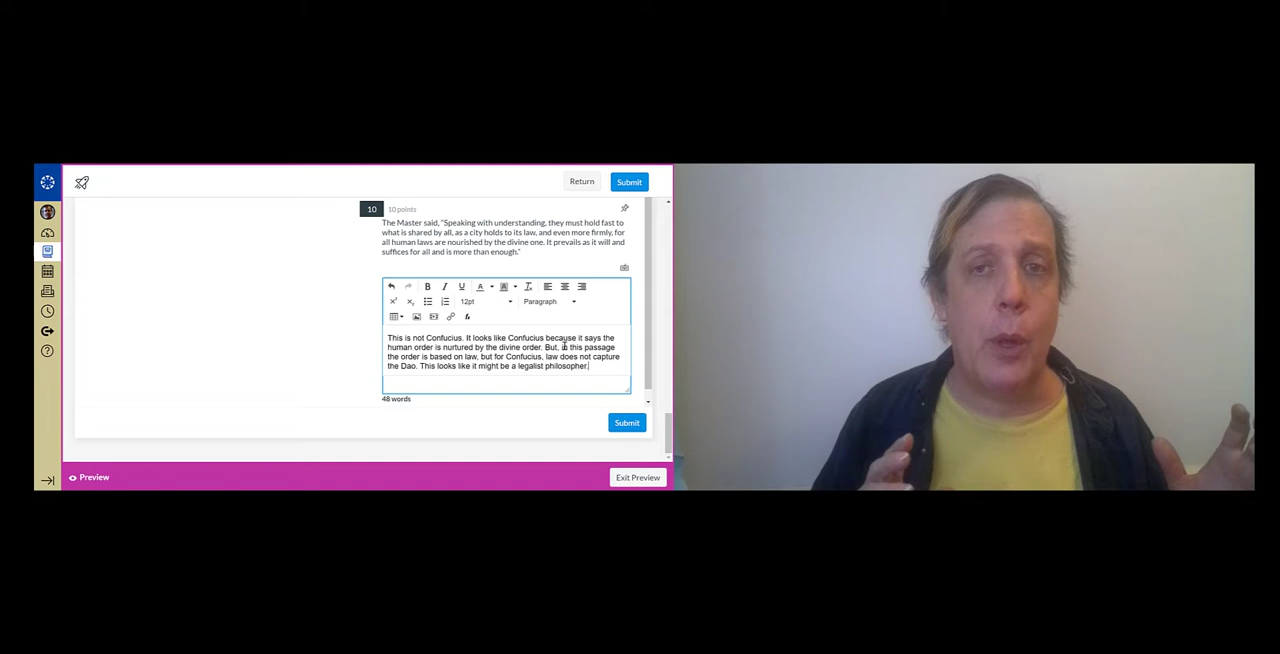 Return
Submit
10
10 points
The Master said, "Speaking with understanding, they must hold fast to
what is shared by all, as a city holds to its law, and even more firmly, for
all human laws are nourished by the divine one. It prevails as it will and
suffices for all and is more than enough."
12pt
Paragraph
This is not Confucius. It looks like Confucius because it says the
human order is nurtured by the divine order. But, in this passage
the order is based on law, but for Confucius, law does not capture
the Dao. This looks like it might be a legalist philosopher.
48 words
Submit
Preview
Exit Preview